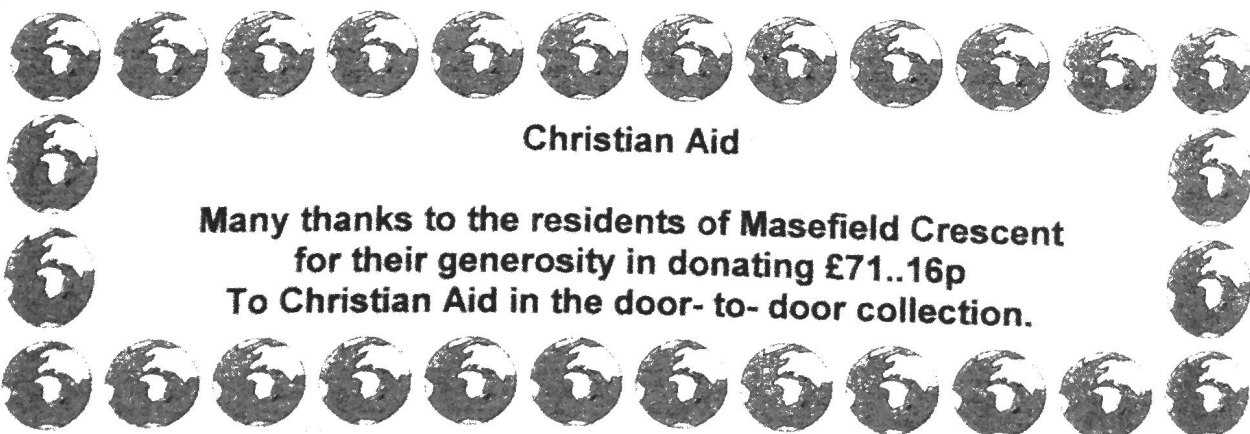 Christian Aid
Many thanks to the residents of Masefield Crescent
for their generosity in donating £71..16p
To Christian Aid in the door- to- door collection.